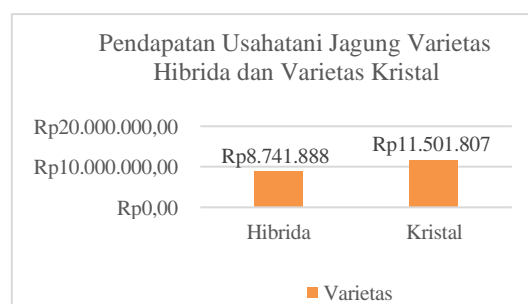 Pendapatan Usahatani Jagung Varietas
Hibrida dan Varietas Kristal
Rp20.000.000,00
Rp11.501.807
Rp8.741.888
Rp10.000.000,00
Rp0,00
Hibrida
Kristal
Varietas